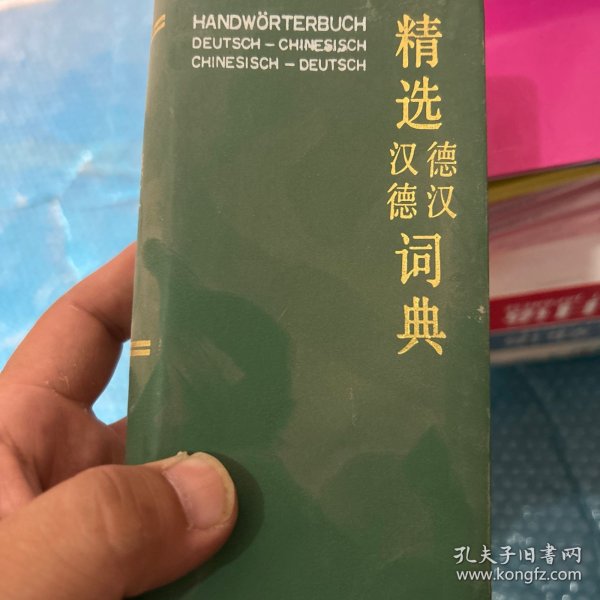 HANDWÖRTERBUCH
DEUTSCH – CHINESISCH
CHINESISCH – DEUTSCH
精选
德汉
汉德
词典
孔夫子旧书网
www.kongfz.com